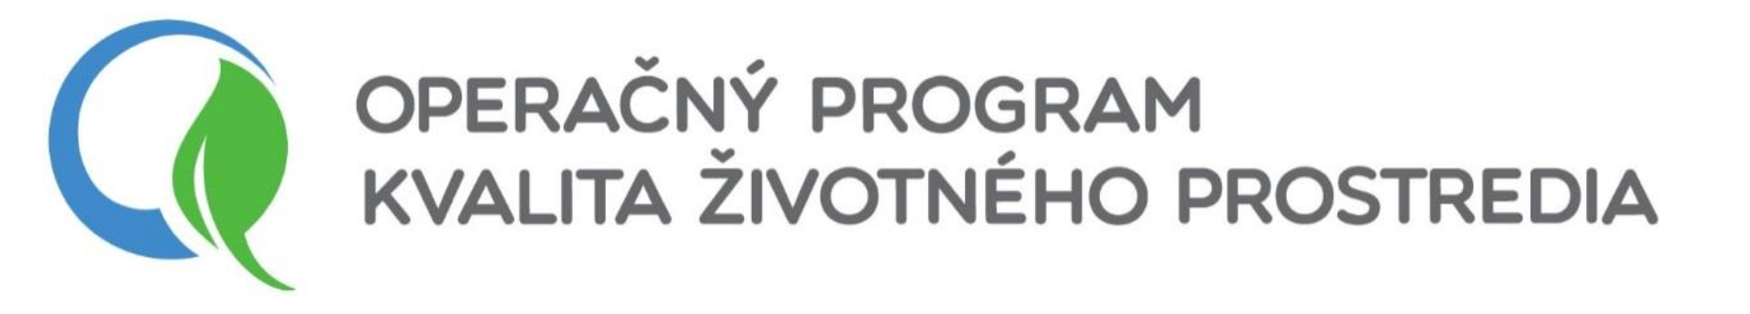 OPERAČNÝ PROGRAM
KVALITA ŽIVOTNÉHO PROSTREDIA